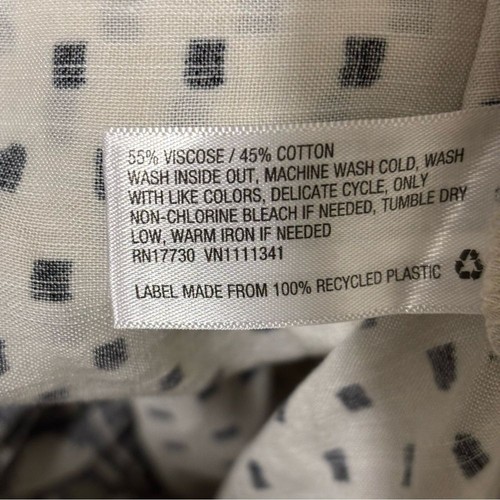 55% VISCOSE / 45% COTTON
WASH INSIDE OUT, MACHINE WASH COLD, WASH
WITH LIKE COLORS, DELICATE CYCLE, ONLY
NON-CHLORINE BLEACH IF NEEDED, TUMBLE DRY
LOW, WARM IRON IF NEEDED
RN17730 VN1111341
LABEL MADE FROM 100% RECYCLED PLASTIC